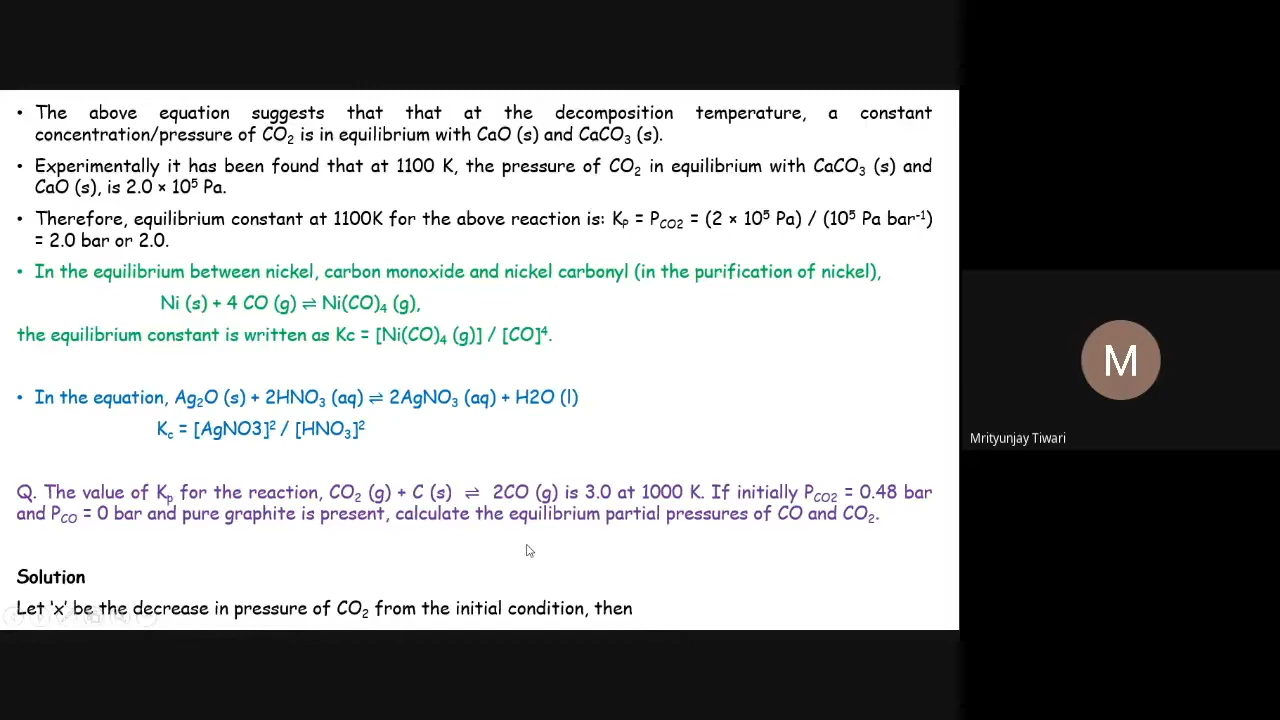 • The above equation suggests that that at the decomposition temperature, a constant
concentration/pressure of CO₂ is in equilibrium with CaO (s) and CaCO₃ (s).
• Experimentally it has been found that at 1100 K, the pressure of CO₂ in equilibrium with CaCO₃ (s) and
CaO (s), is 2.0 × 10⁵ Pa.
• Therefore, equilibrium constant at 1100K for the above reaction is: Kₚ = P_CO2 = (2 × 10⁵ Pa) / (10⁵ Pa bar⁻¹)
= 2.0 bar or 2.0.
• In the equilibrium between nickel, carbon monoxide and nickel carbonyl (in the purification of nickel),
Ni (s) + 4 CO (g) ⇌ Ni(CO)₄ (g),
the equilibrium constant is written as Kc = [Ni(CO)₄ (g)] / [CO]⁴.
• In the equation, Ag₂O (s) + 2HNO₃ (aq) ⇌ 2AgNO₃ (aq) + H2O (l)
K_c = [AgNO3]² / [HNO₃]²
Q. The value of Kₚ for the reaction, CO₂ (g) + C (s) ⇌ 2CO (g) is 3.0 at 1000 K. If initially P_CO2 = 0.48 bar
and P_CO = 0 bar and pure graphite is present, calculate the equilibrium partial pressures of CO and CO₂.
Solution
Let ‘x’ be the decrease in pressure of CO₂ from the initial condition, then
M
Mrityunjay Tiwari